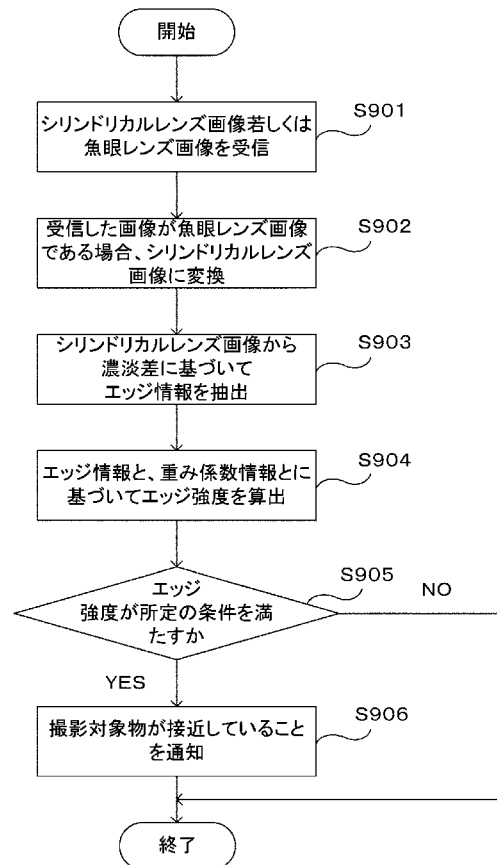 開始
S901
シリンドリカルレンズ画像若しくは
魚眼レンズ画像を受信
S902
受信した画像が魚眼レンズ画像
である場合、シリンドリカルレンズ
画像に変換
S903
シリンドリカルレンズ画像から
濃淡差に基づいて
エッジ情報を抽出
S904
エッジ情報と、重み係数情報とに
基づいてエッジ強度を算出
S905
エッジ
強度が所定の条件を満
たすか
NO
YES
S906
撮影対象物が接近していること
を通知
終了